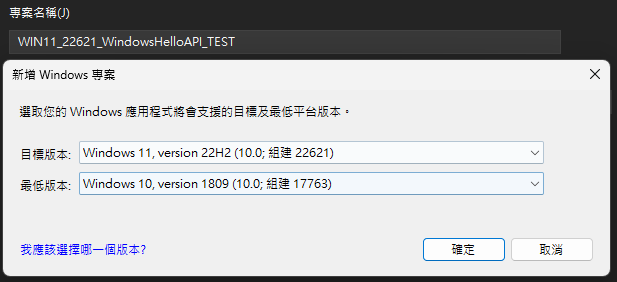 專案名稱(J)
WIN11_22621_WindowsHelloAPI_TEST
新增 Windows 專案
選取您的 Windows 應用程式將會支援的目標及最低平台版本。
目標版本: Windows 11, version 22H2 (10.0; 組建 22621)
最低版本: Windows 10, version 1809 (10.0; 組建 17763)
我應該選擇哪一個版本? 確定 取消